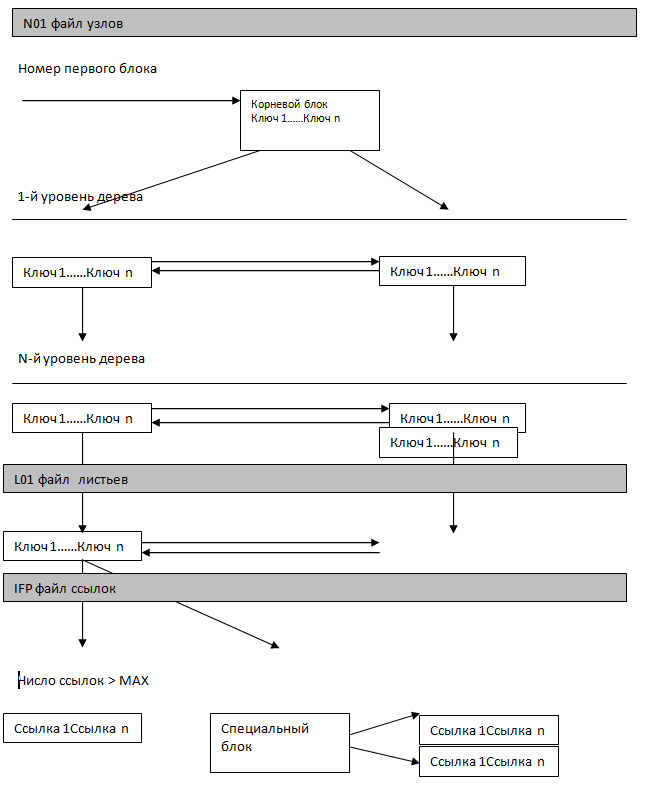 N01 файл узлов
Номер первого блока
Корневой блок
Ключ 1......Ключ n
1-й уровень дерева
Ключ 1......Ключ n
Ключ 1......Ключ n
N-й уровень дерева
Ключ 1......Ключ n
Ключ 1......Ключ n
Ключ 1......Ключ n
L01 файл листьев
Ключ 1......Ключ n
IFP файл ссылок
Число ссылок > MAX
Ссылка 1Ссылка n
Специальный
блок
Ссылка 1Ссылка n
Ссылка 1Ссылка n